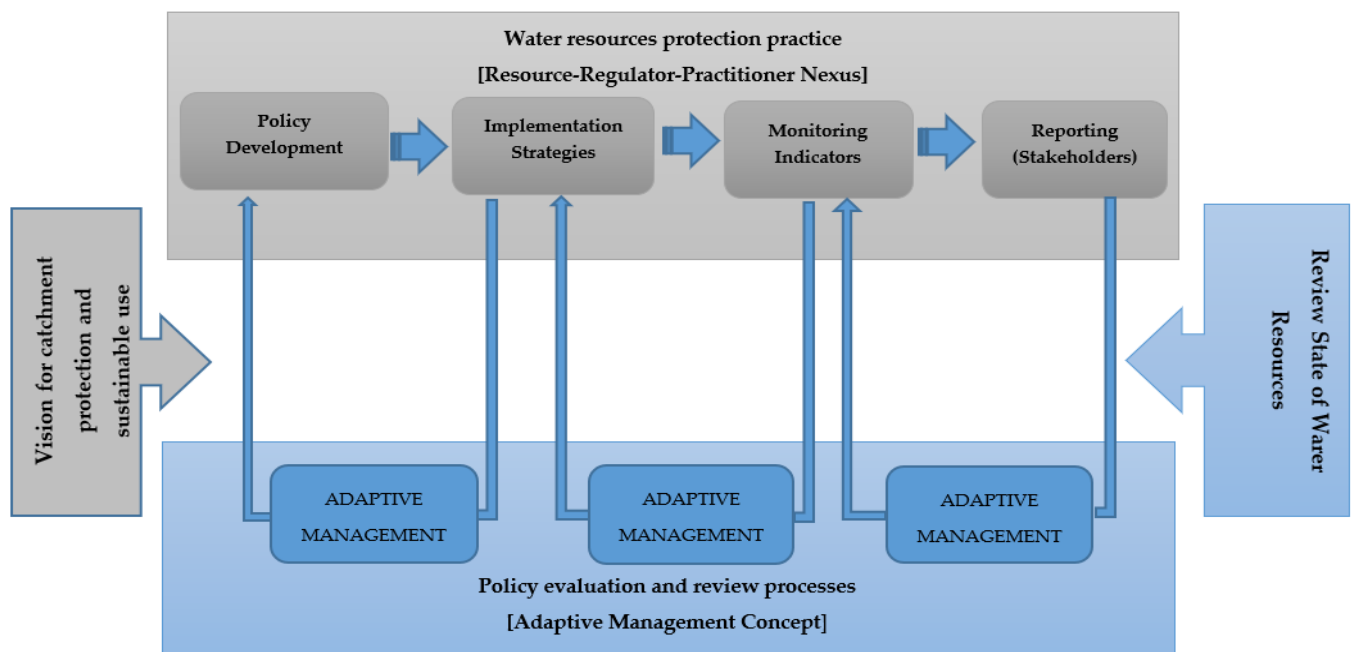 Water resources protection practice
[Resource-Regulator-Practitioner Nexus]
Policy
Development
Implementation
Strategies
Monitoring
Indicators
Reporting
(Stakeholders)
Vision for catchment
protection and
sustainable use
Review State of Warer
Resources
ADAPTIVE
MANAGEMENT
ADAPTIVE
MANAGEMENT
ADAPTIVE
MANAGEMENT
Policy evaluation and review processes
[Adaptive Management Concept]